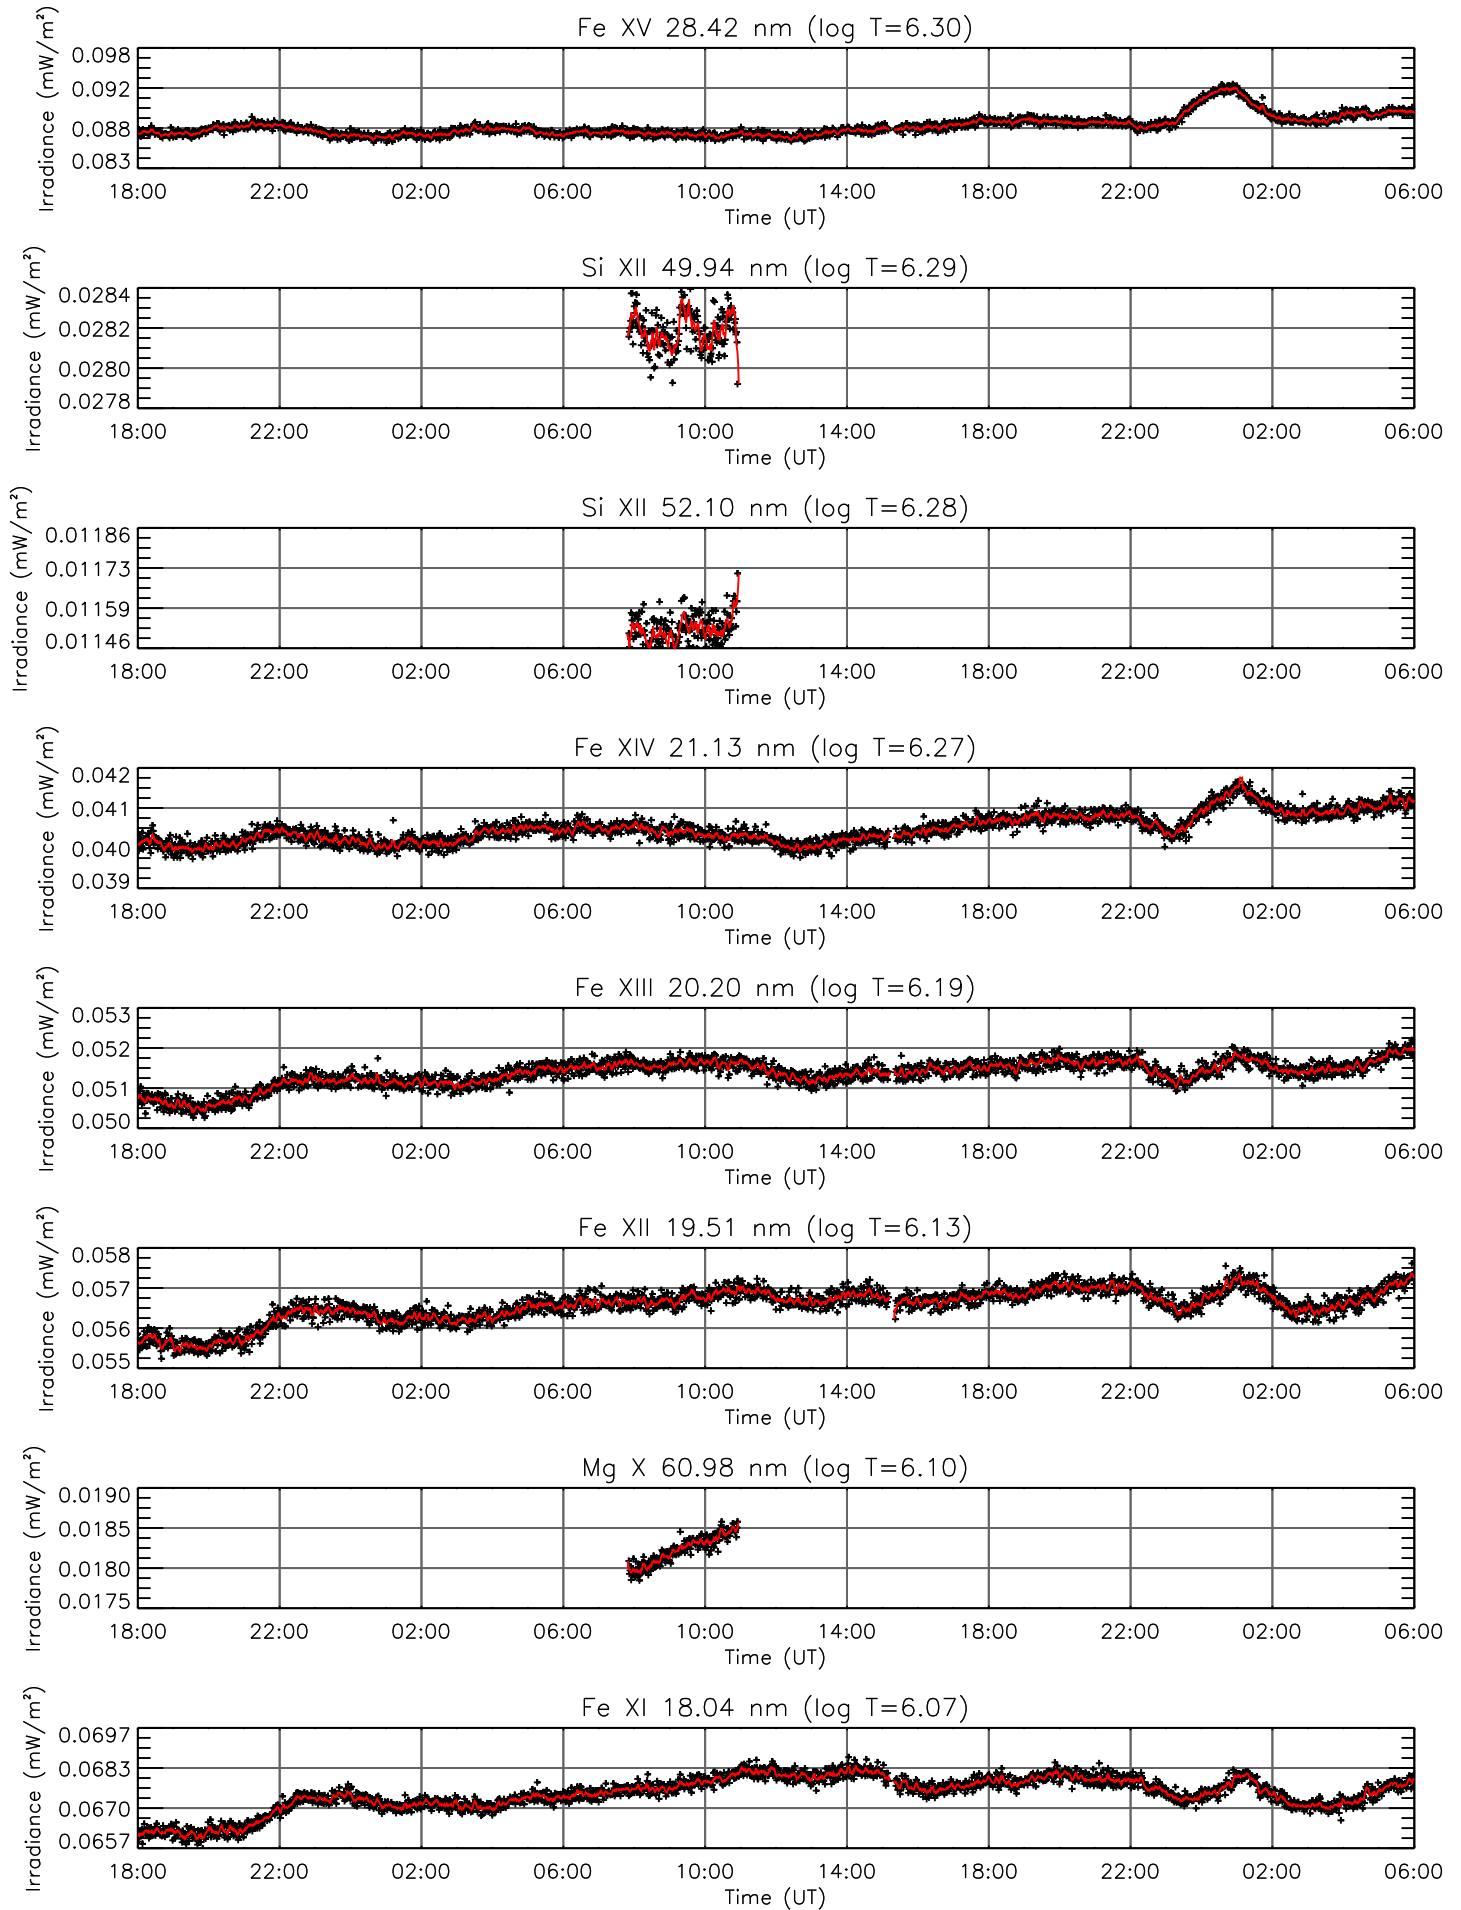 Fe XV 28.42 nm (log T=6.30)
Irradiance (mW/m²)
0.098
0.092
0.088
0.083
18:00 22:00 02:00 06:00 10:00 14:00 18:00 22:00 02:00 06:00
Time (UT)
Si XII 49.94 nm (log T=6.29)
Irradiance (mW/m²)
0.0284
0.0282
0.0280
0.0278
18:00 22:00 02:00 06:00 10:00 14:00 18:00 22:00 02:00 06:00
Time (UT)
Si XII 52.10 nm (log T=6.28)
Irradiance (mW/m²)
0.01186
0.01173
0.01159
0.01146
18:00 22:00 02:00 06:00 10:00 14:00 18:00 22:00 02:00 06:00
Time (UT)
Fe XIV 21.13 nm (log T=6.27)
Irradiance (mW/m²)
0.042
0.041
0.040
0.039
18:00 22:00 02:00 06:00 10:00 14:00 18:00 22:00 02:00 06:00
Time (UT)
Fe XIII 20.20 nm (log T=6.19)
Irradiance (mW/m²)
0.053
0.052
0.051
0.050
18:00 22:00 02:00 06:00 10:00 14:00 18:00 22:00 02:00 06:00
Time (UT)
Fe XII 19.51 nm (log T=6.13)
Irradiance (mW/m²)
0.058
0.057
0.056
0.055
18:00 22:00 02:00 06:00 10:00 14:00 18:00 22:00 02:00 06:00
Time (UT)
Mg X 60.98 nm (log T=6.10)
Irradiance (mW/m²)
0.0190
0.0185
0.0180
0.0175
18:00 22:00 02:00 06:00 10:00 14:00 18:00 22:00 02:00 06:00
Time (UT)
Fe XI 18.04 nm (log T=6.07)
Irradiance (mW/m²)
0.0697
0.0683
0.0670
0.0657
18:00 22:00 02:00 06:00 10:00 14:00 18:00 22:00 02:00 06:00
Time (UT)